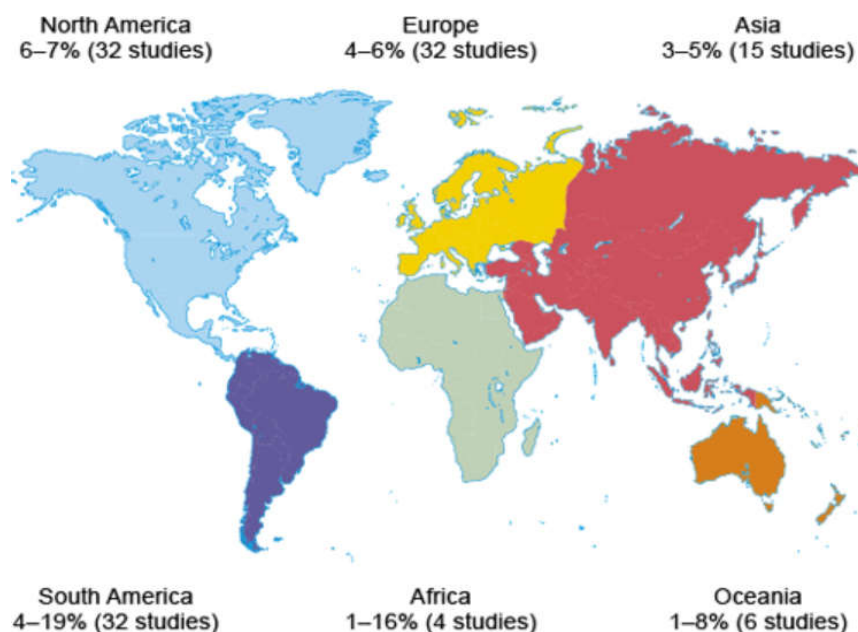 North America
6–7% (32 studies)
Europe
4–6% (32 studies)
Asia
3–5% (15 studies)
South America
4–19% (32 studies)
Africa
1–16% (4 studies)
Oceania
1–8% (6 studies)